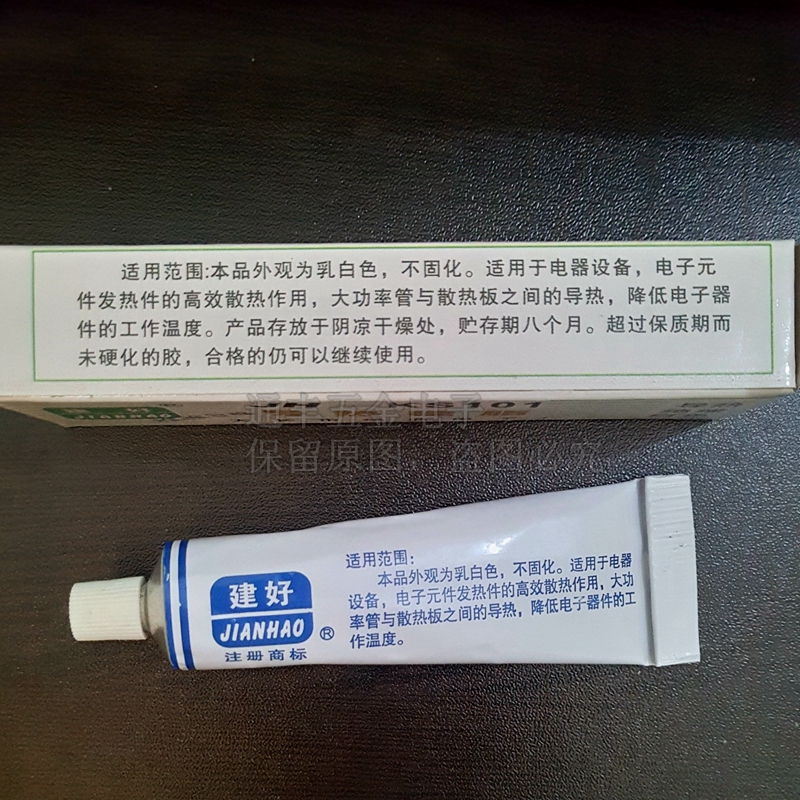 适用范围:本品外观为乳白色，不固化。适用于电器设备，电子元
件发热件的高效散热作用，大功率管与散热板之间的导热，降低电子器
件的工作温度。产品存放于阴凉干燥处，贮存期八个月。超过保质期而
未硬化的胶，合格的仍可以继续使用。
五金电子
保留原图，盗图必究
建好
JIANHAO
®
注册商标
适用范围:
本品外观为乳白色，不固化。适用于电器
设备，电子元件发热件的高效散热作用，大功
率管与散热板之间的导热，降低电子器件的工
作温度。